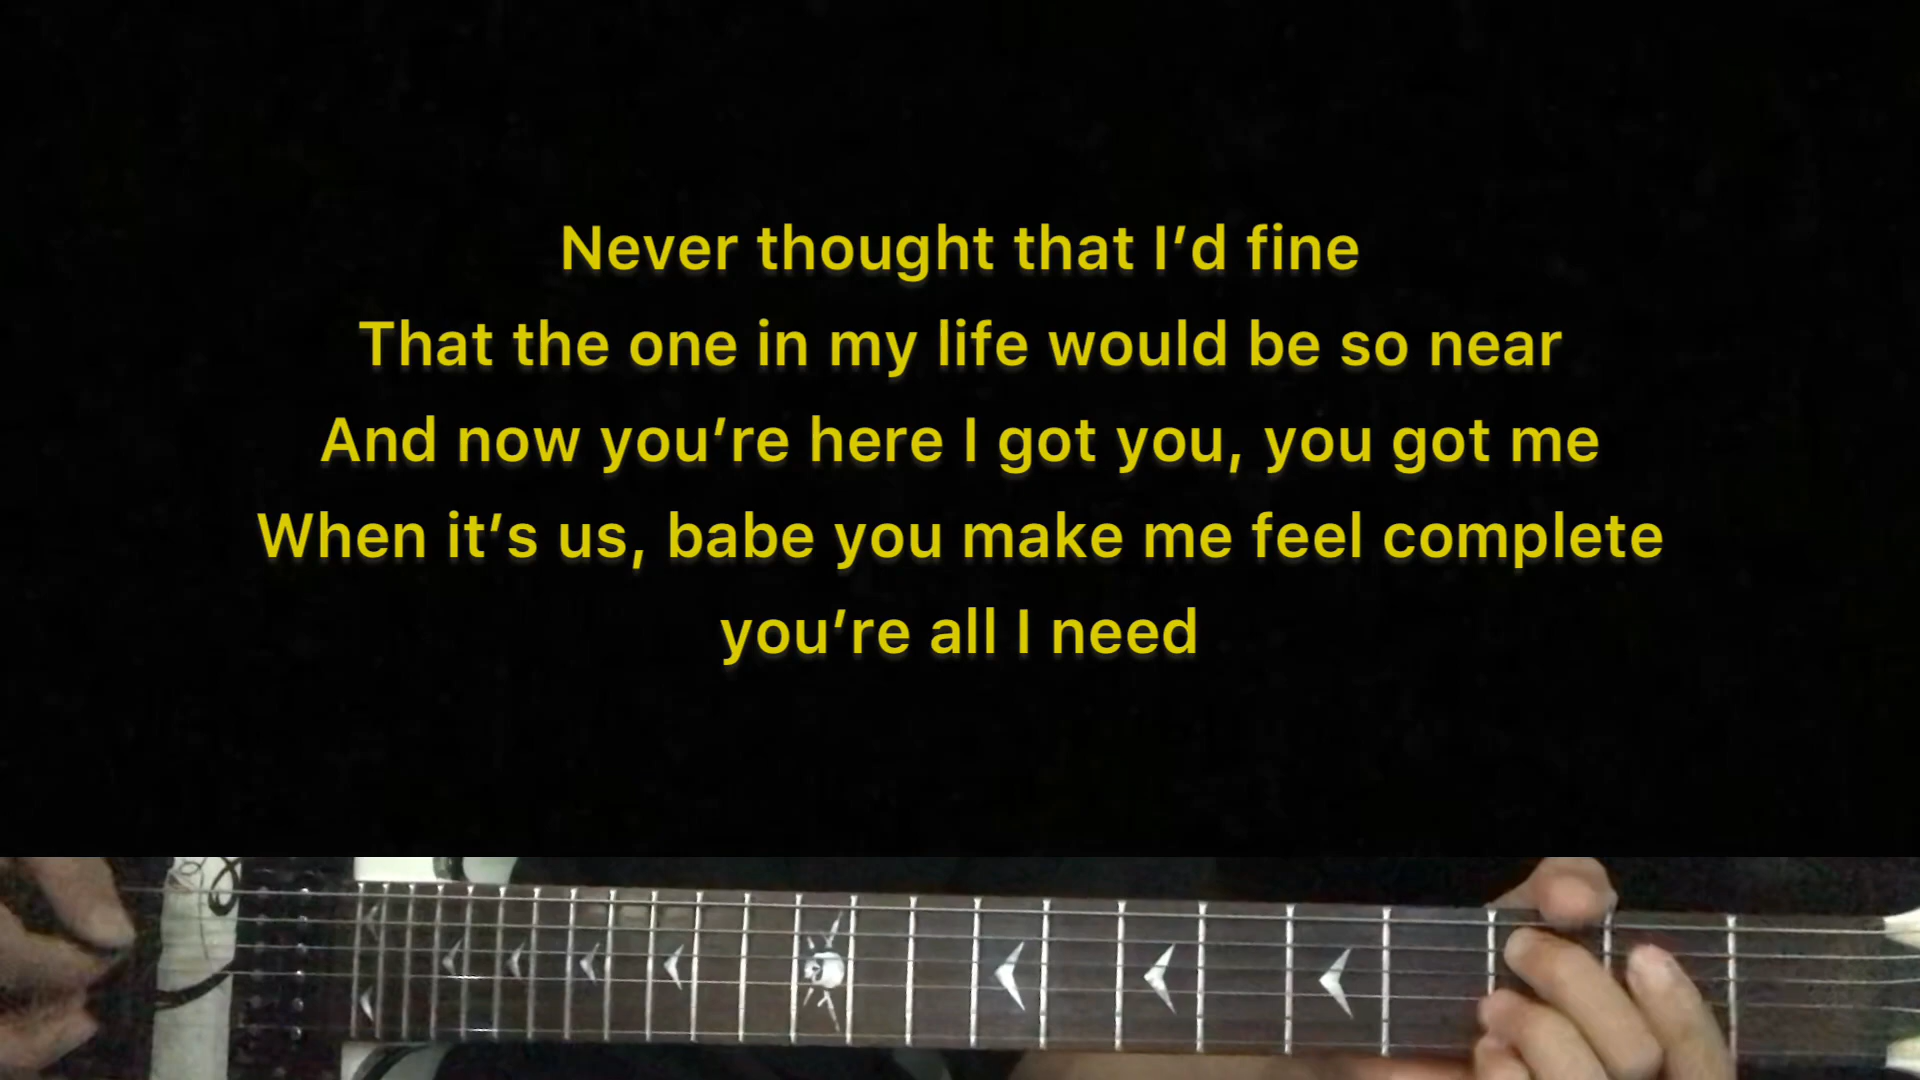 Never thought that I’d fine
That the one in my life would be so near
And now you’re here I got you, you got me
When it’s us, babe you make me feel complete
you’re all I need